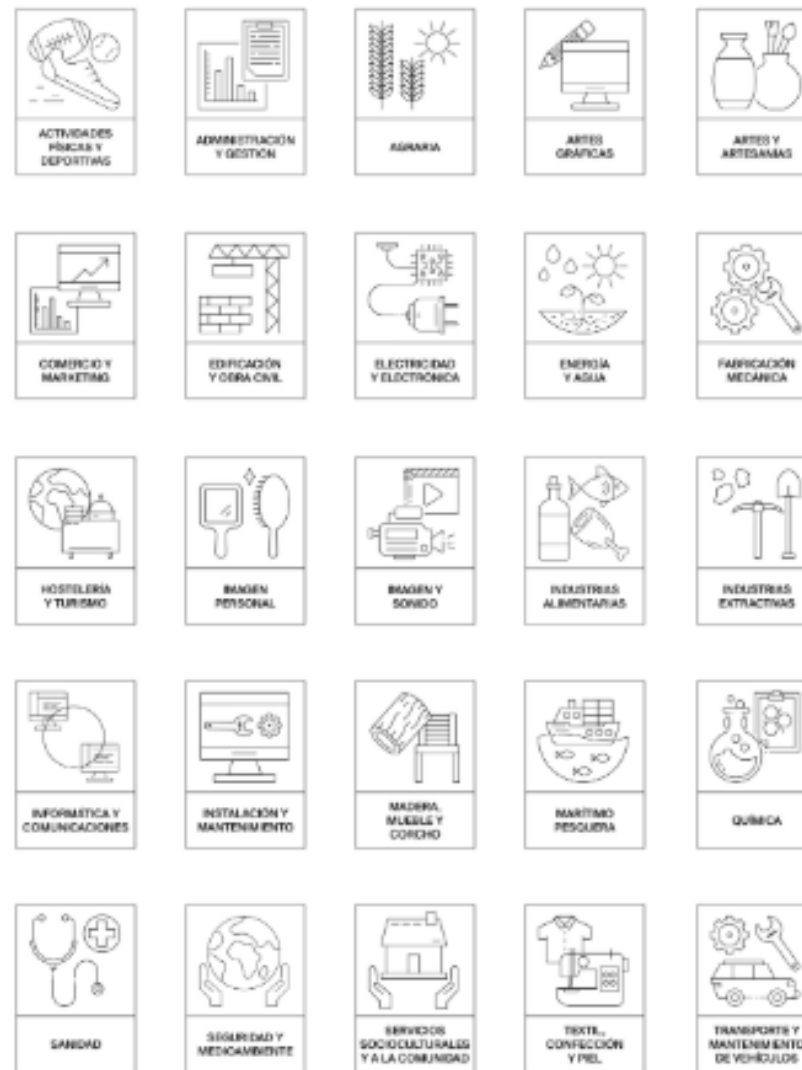 ACTIVIDADES
FÍSICAS Y
DEPORTIVAS
ADMINISTRACIÓN
Y GESTIÓN
AGRARIA
ARTES
GRÁFICAS
ARTES Y
ARTESANÍAS
COMERCIO Y
MARKETING
EDIFICACIÓN
Y OBRA CIVIL
ELECTRICIDAD
Y ELECTRÓNICA
ENERGÍA
Y AGUA
FABRICACIÓN
MECÁNICA
HOSTELERÍA
Y TURISMO
IMAGEN
PERSONAL
IMAGEN Y
SONIDO
INDUSTRIAS
ALIMENTARIAS
INDUSTRIAS
EXTRACTIVAS
INFORMÁTICA Y
COMUNICACIONES
INSTALACIÓN Y
MANTENIMIENTO
MADERA,
MUEBLE Y
CORCHO
MARÍTIMO
PESQUERA
QUÍMICA
SANIDAD
SEGURIDAD Y
MEDIOAMBIENTE
SERVICIOS
SOCIOCULTURALES
Y A LA COMUNIDAD
TEXTIL,
CONFECCIÓN
Y PIEL
TRANSPORTE Y
MANTENIMIENTO
DE VEHÍCULOS